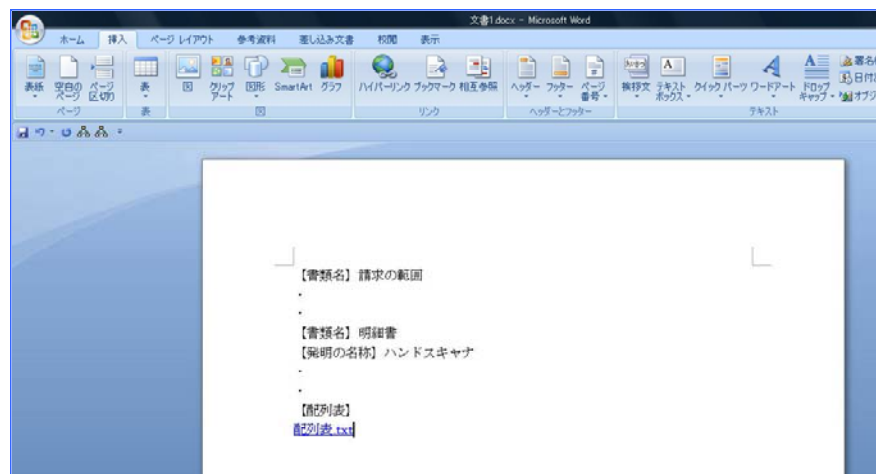 文書1.docx - Microsoft Word
ホーム 挿入 ページ レイアウト 参考資料 差し込み文書 校閲 表示
表紙 空白のページ ページ区切り 表 図 クリップアート 図形 SmartArt グラフ ハイパーリンク ブックマーク 相互参照 ヘッダー フッター ページ番号 挨拶文 テキストボックス クイック パーツ ワードアート ドロップキャップ 署名 日付 オブジ
ページ 表 図 リンク ヘッダーとフッター テキスト
【書類名】請求の範囲
・
・
【書類名】明細書
【発明の名称】ハンドスキャナ
・
・
【配列表】
配列表.txt